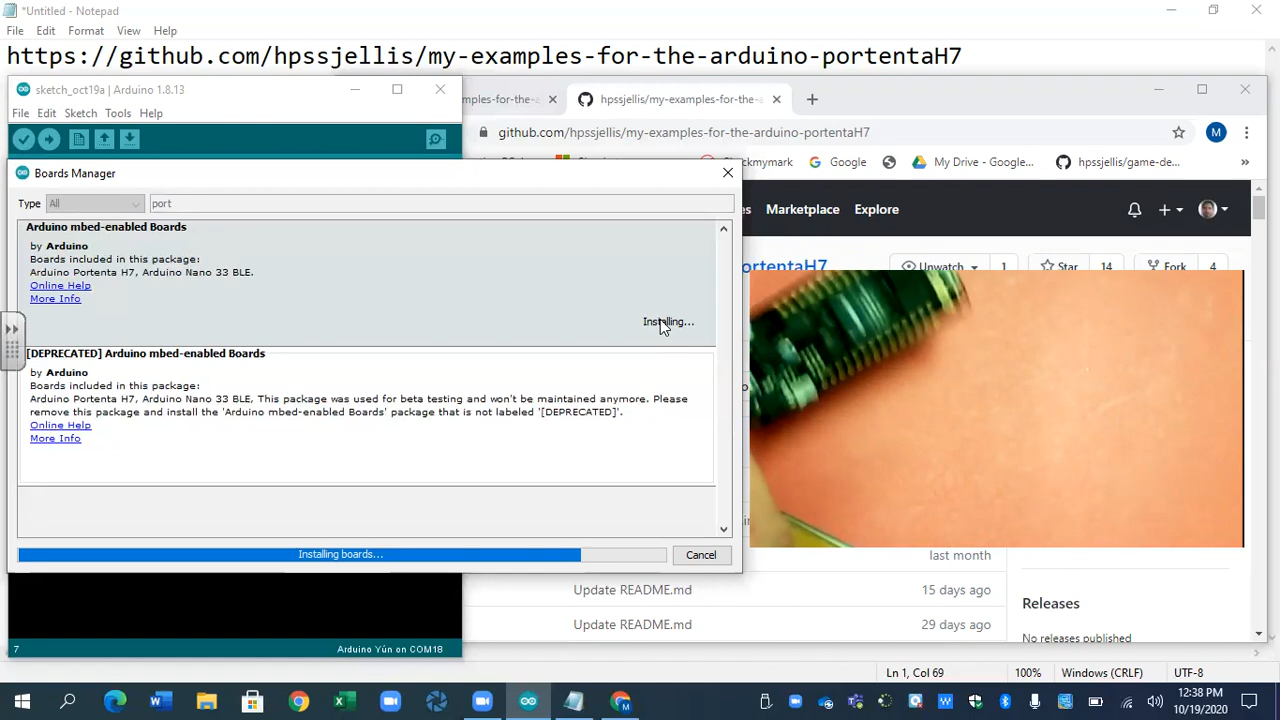 *Untitled - Notepad
File Edit Format View Help
https://github.com/hpssjellis/my-examples-for-the-arduino-portentaH7
sketch_oct19a | Arduino 1.8.13
File Edit Sketch Tools Help
mples-for-the-a
hpssjellis/my-examples-for-the-a
github.com/hpssjellis/my-examples-for-the-arduino-portentaH7
M
ckmymark
Google
My Drive - Google...
hpssjellis/game-de...
»
Marketplace Explore
Unwatch 1 Star 14 Fork 4
Boards Manager
Type All port
Arduino mbed-enabled Boards
by Arduino
Boards included in this package:
Arduino Portenta H7, Arduino Nano 33 BLE.
Online Help
More Info
Installing...
[DEPRECATED] Arduino mbed-enabled Boards
by Arduino
Boards included in this package:
Arduino Portenta H7, Arduino Nano 33 BLE, This package was used for beta testing and won't be maintained anymore. Please
remove this package and install the 'Arduino mbed-enabled Boards' package that is not labeled '[DEPRECATED]'.
Online Help
More Info
Installing boards... Cancel
last month
Update README.md 15 days ago
Update README.md 29 days ago
Releases
No releases published
7 Arduino Yún on COM18
Ln 1, Col 69 100% Windows (CRLF) UTF-8
12:38 PM
10/19/2020